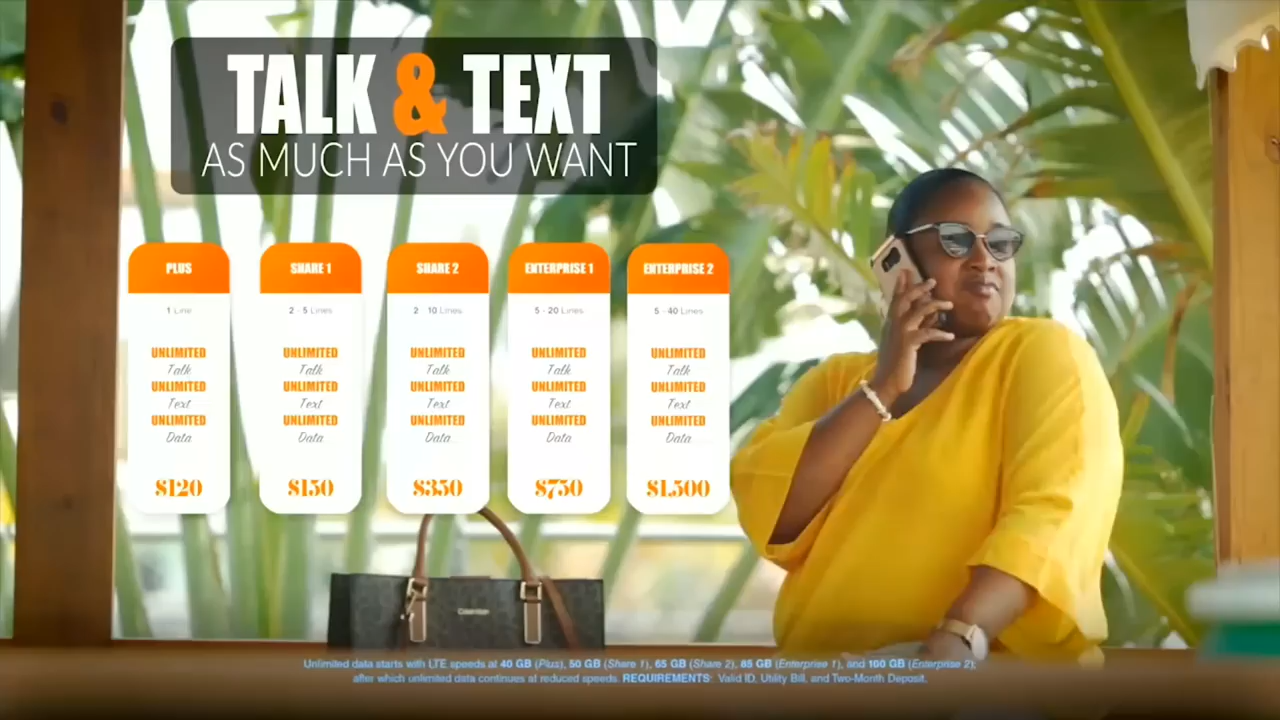 TALK & TEXT
AS MUCH AS YOU WANT
PLUS
1 Line
UNLIMITED
Talk
UNLIMITED
Text
UNLIMITED
Data
$120
SHARE 1
2 - 5 Lines
UNLIMITED
Talk
UNLIMITED
Text
UNLIMITED
Data
$150
SHARE 2
2 - 10 Lines
UNLIMITED
Talk
UNLIMITED
Text
UNLIMITED
Data
$350
ENTERPRISE 1
5 - 20 Lines
UNLIMITED
Talk
UNLIMITED
Text
UNLIMITED
Data
$750
ENTERPRISE 2
5 - 40 Lines
UNLIMITED
Talk
UNLIMITED
Text
UNLIMITED
Data
$1,500
Unlimited data starts with LTE speeds at 40 GB (Plus), 50 GB (Share 1), 65 GB (Share 2), 85 GB (Enterprise 1), and 100 GB (Enterprise 2);
after which unlimited data continues at reduced speeds. REQUIREMENTS: Valid ID, Utility Bill, and Two-Month Deposit.